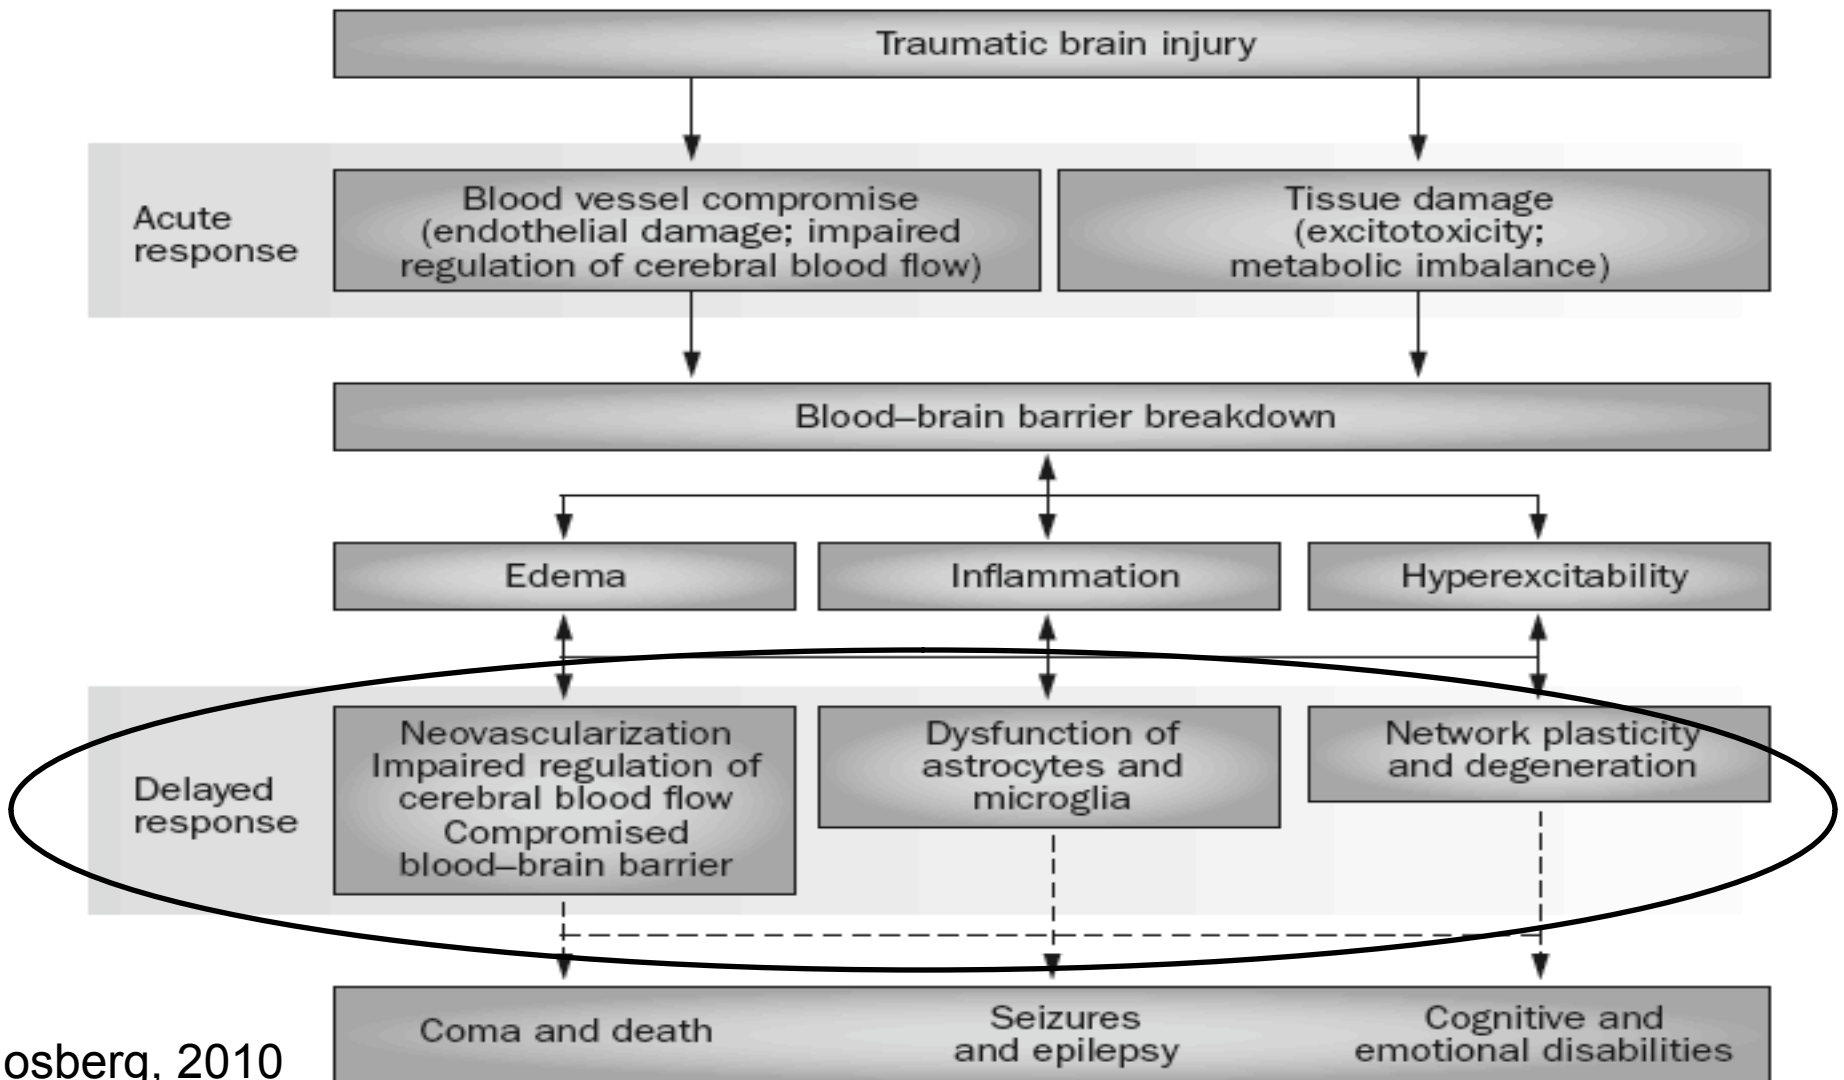 Traumatic brain injury
Acute
response
Blood vessel compromise
(endothelial damage; impaired
regulation of cerebral blood flow)
Tissue damage
(excitotoxicity;
metabolic imbalance)
Blood–brain barrier breakdown
Edema
Inflammation
Hyperexcitability
Delayed
response
Neovascularization
Impaired regulation of
cerebral blood flow
Compromised
blood–brain barrier
Dysfunction of
astrocytes and
microglia
Network plasticity
and degeneration
Coma and death
Seizures
and epilepsy
Cognitive and
emotional disabilities
osberg, 2010